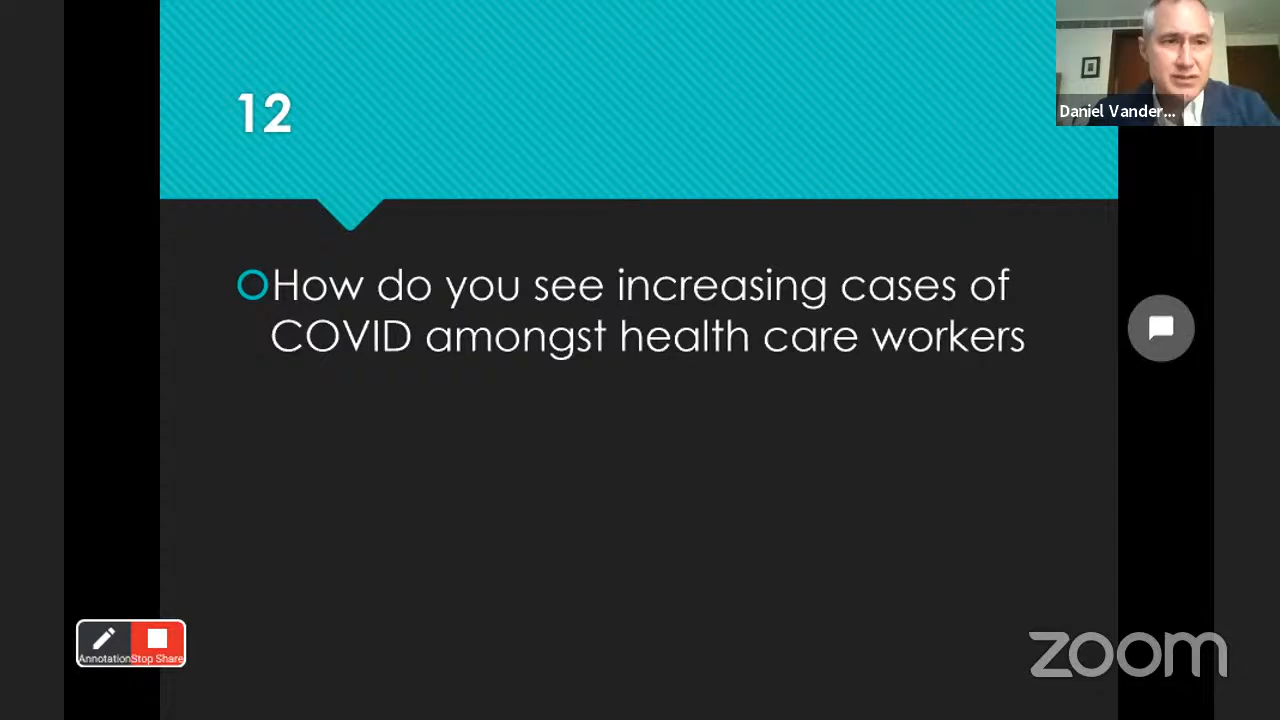 12
Daniel Vander...
How do you see increasing cases of
COVID amongst health care workers
Annotation Stop Share
zoom